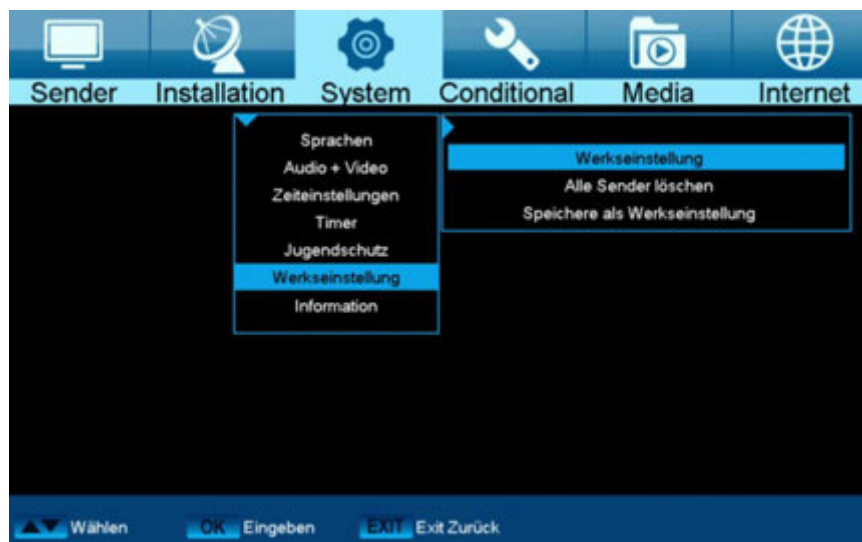 Sender Installation System Conditional Media Internet
Sprachen
Audio + Video
Zeiteinstellungen
Timer
Jugendschutz
Werkseinstellung
Information
Werkseinstellung
Alle Sender löschen
Speichere als Werkseinstellung
Wählen OK Eingeben EXIT Exit Zurück